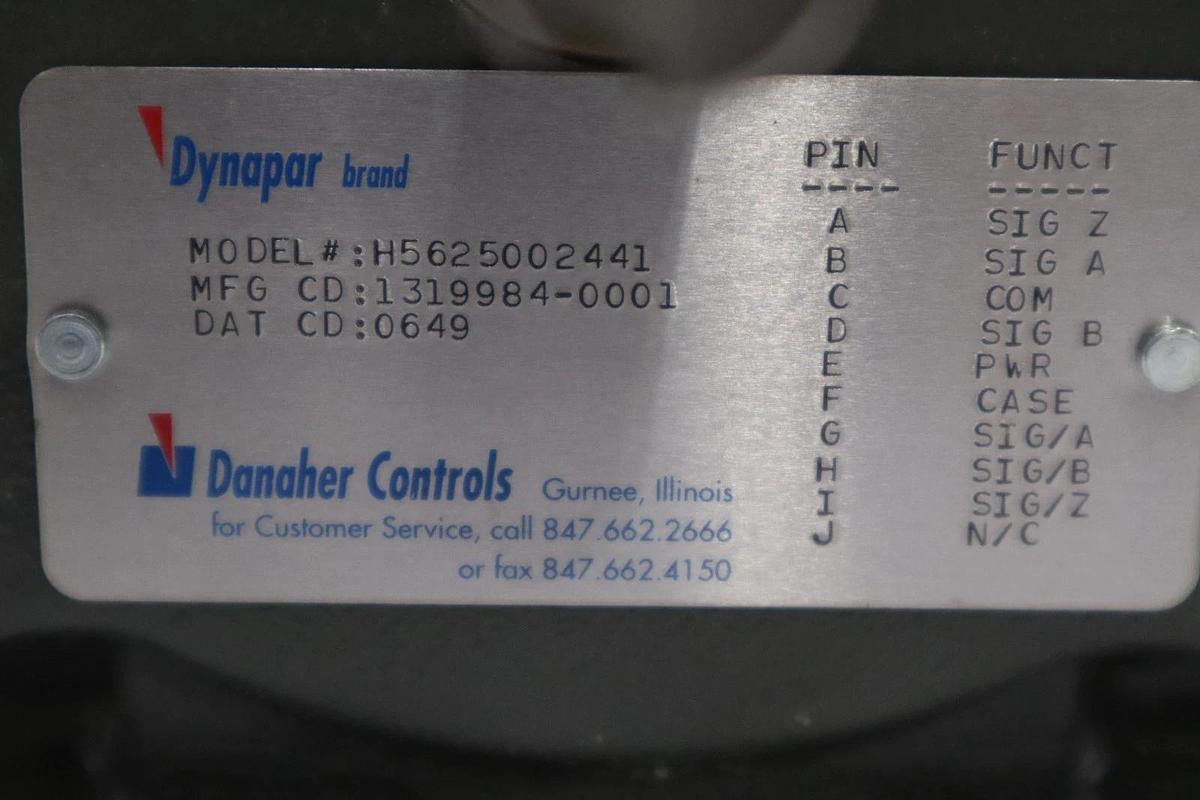 Dynapar brand
MODEL#:H5625002441
MFG CD:1319984-0001
DAT CD:0649
Danaher Controls Gurnee, Illinois
for Customer Service, call 847.662.2666
or fax 847.662.4150
PIN FUNCT
---- -----
A SIG Z
B SIG A
C COM
D SIG B
E PWR
F CASE
G SIG/A
H SIG/B
I SIG/Z
J N/C